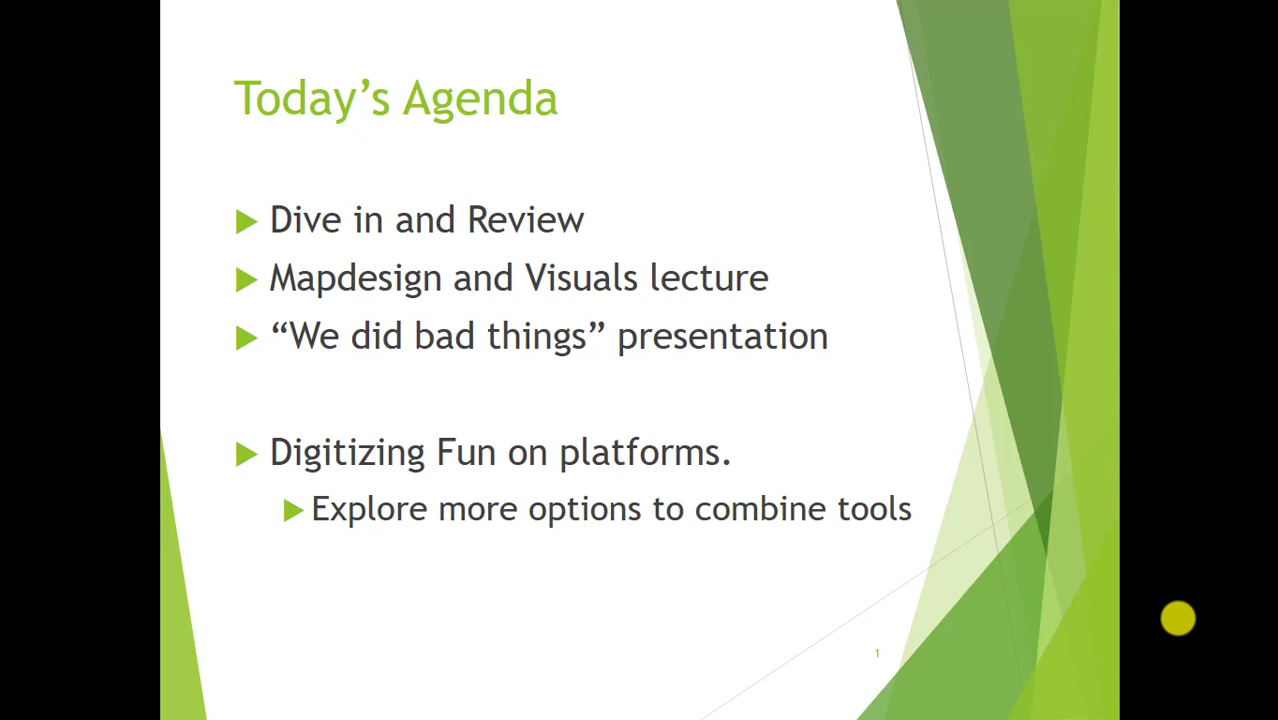 Today’s Agenda
Dive in and Review
Mapdesign and Visuals lecture
“We did bad things” presentation
Digitizing Fun on platforms.
Explore more options to combine tools
1